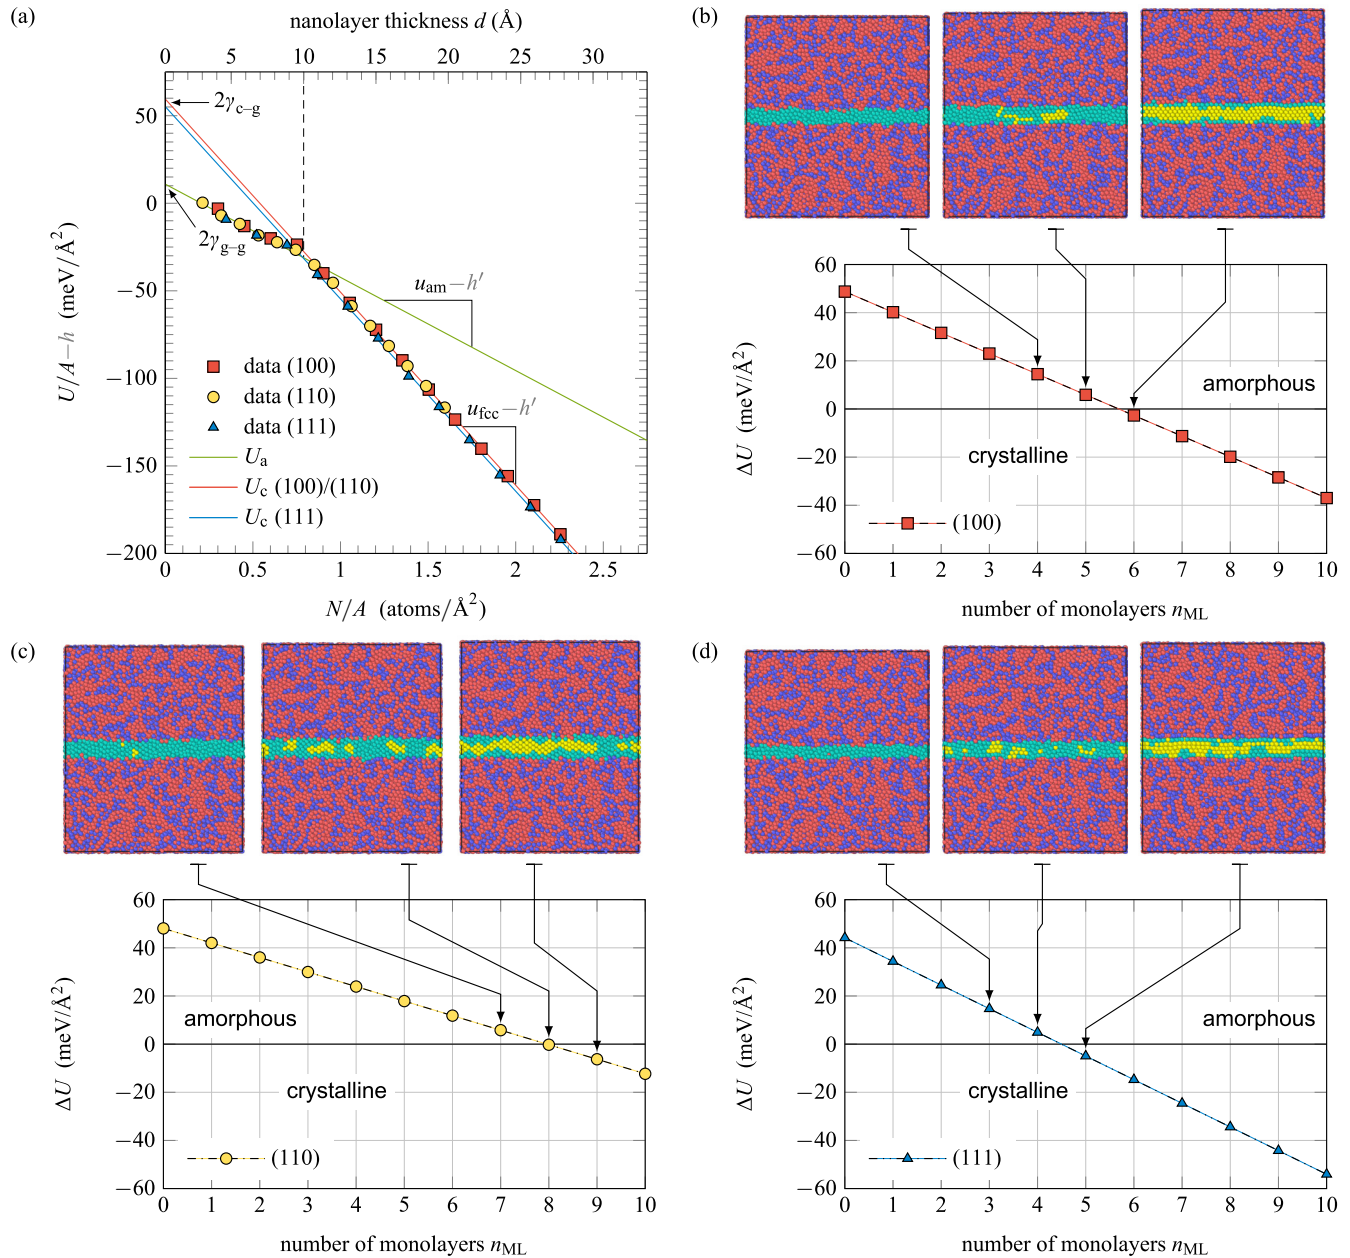 (a)
nanolayer thickness d (Å)
0 5 10 15 20 25 30
2γc–g
2γg–g
50
0
−50
−100
−150
−200
U/A−h (meV/Å²)
uam−h′
ufcc−h′
data (100)
data (110)
data (111)
Ua
Uc (100)/(110)
Uc (111)
0 0.5 1 1.5 2 2.5
N/A (atoms/Å²)
(b)
60
40
20
0
−20
−40
−60
ΔU (meV/Å²)
amorphous
crystalline
(100)
0 1 2 3 4 5 6 7 8 9 10
number of monolayers nML
(c)
60
40
20
0
−20
−40
−60
ΔU (meV/Å²)
amorphous
crystalline
(110)
0 1 2 3 4 5 6 7 8 9 10
number of monolayers nML
(d)
60
40
20
0
−20
−40
−60
ΔU (meV/Å²)
amorphous
crystalline
(111)
0 1 2 3 4 5 6 7 8 9 10
number of monolayers nML